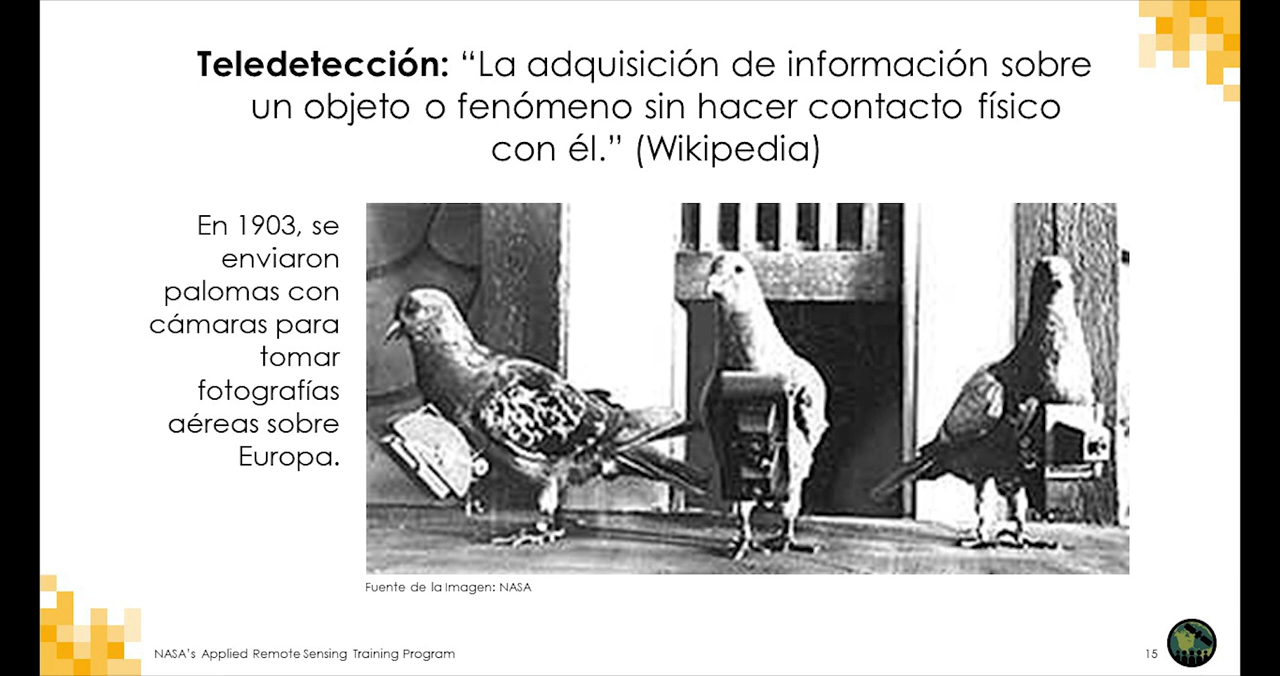 Teledetección: “La adquisición de información sobre
un objeto o fenómeno sin hacer contacto físico
con él.” (Wikipedia)
En 1903, se
enviaron
palomas con
cámaras para
tomar
fotografías
aéreas sobre
Europa.
Fuente de la Imagen: NASA
NASA’s Applied Remote Sensing Training Program
15